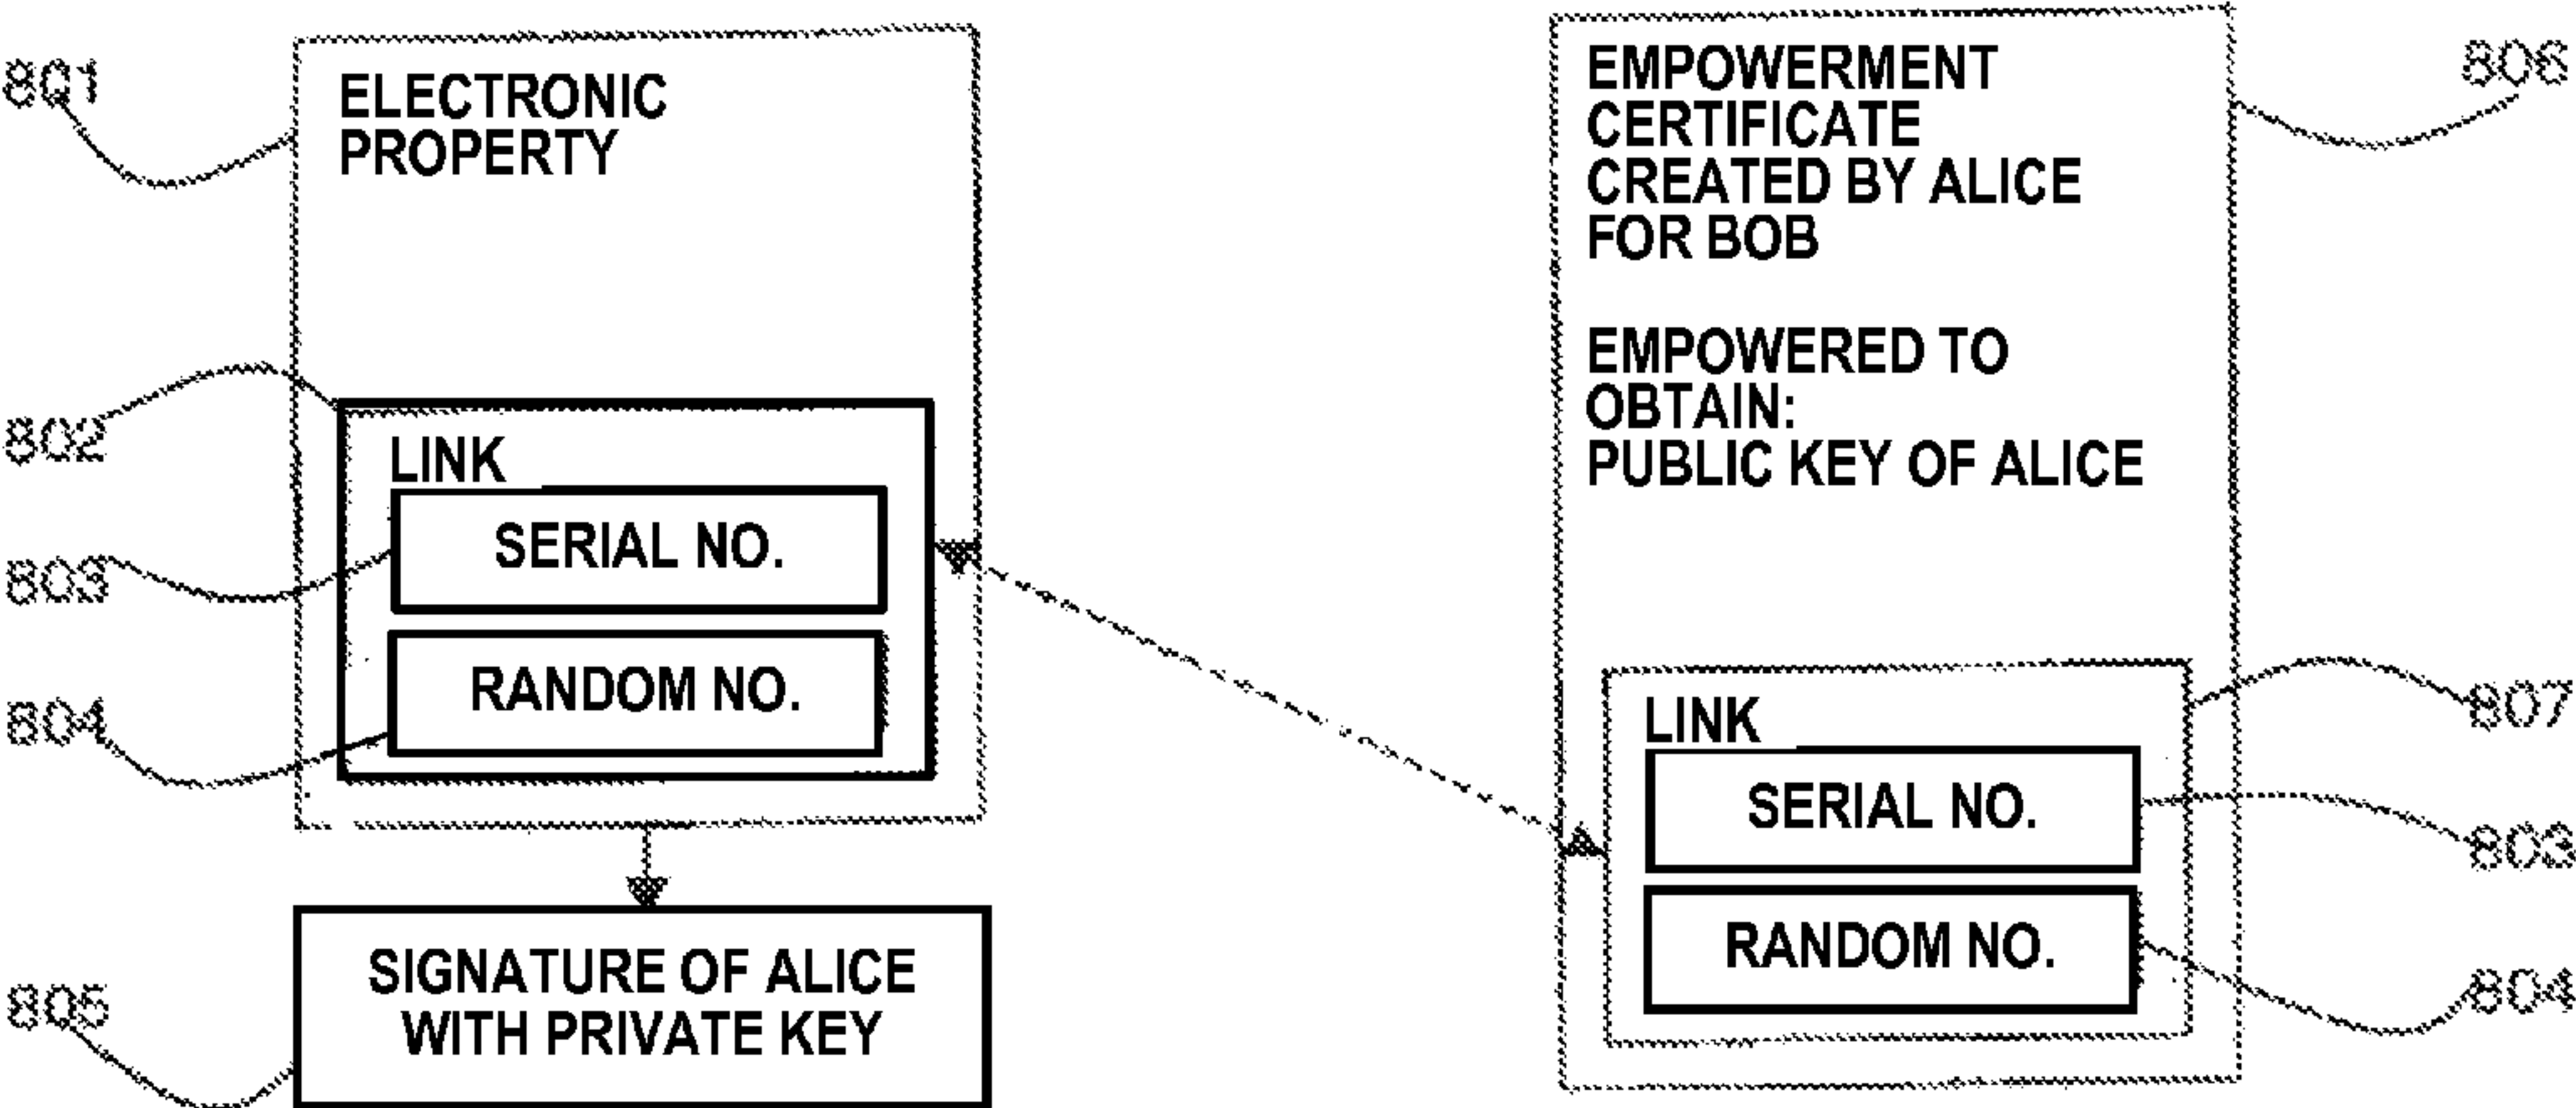 801
ELECTRONIC
PROPERTY
802
LINK
803
SERIAL NO.
804
RANDOM NO.
805
SIGNATURE OF ALICE
WITH PRIVATE KEY
806
EMPOWERMENT
CERTIFICATE
CREATED BY ALICE
FOR BOB
EMPOWERED TO
OBTAIN:
PUBLIC KEY OF ALICE
807
LINK
SERIAL NO.
803
RANDOM NO.
804